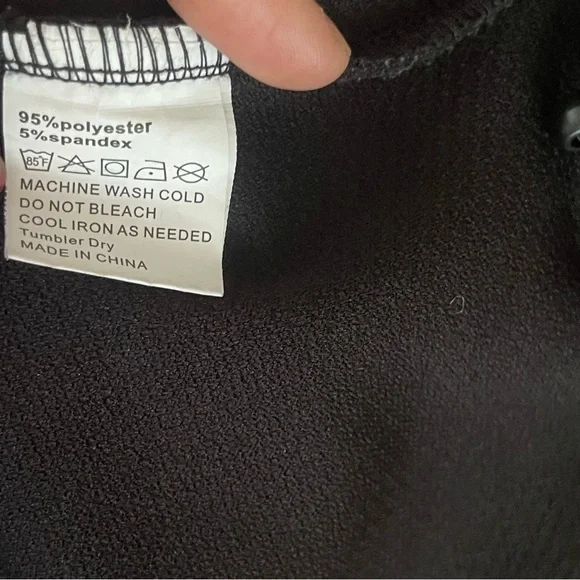 95%polyester
5%spandex
85°F
MACHINE WASH COLD
DO NOT BLEACH
COOL IRON AS NEEDED
Tumbler Dry
MADE IN CHINA